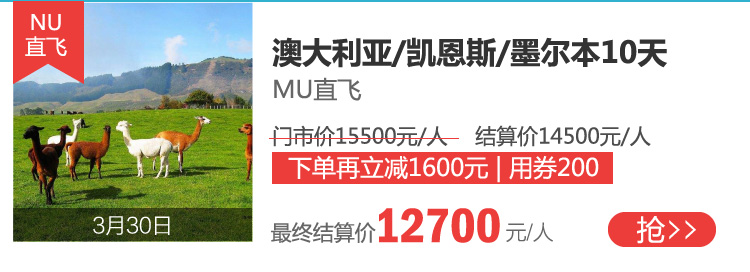 NU
直飞
澳大利亚/凯恩斯/墨尔本10天
MU直飞
门市价15500元/人 结算价14500元/人
下单再立减1600元 | 用券200
3月30日
最终结算价12700元/人
抢>>